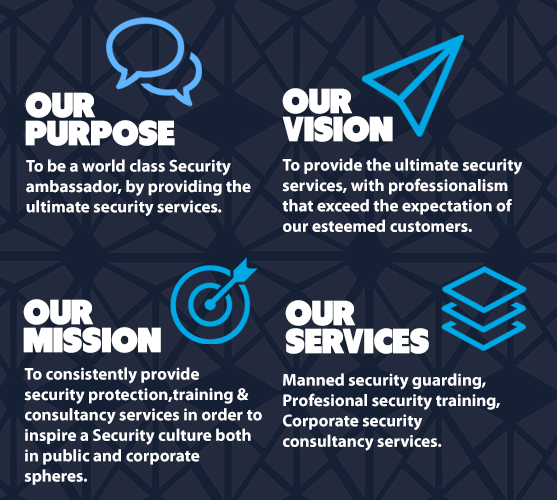 OUR
PURPOSE
To be a world class Security
ambassador, by providing the
ultimate security services.
OUR
VISION
To provide the ultimate security
services, with professionalism
that exceed the expectation of
our esteemed customers.
OUR
MISSION
To consistently provide
security protection,training &
consultancy services in order to
inspire a Security culture both
in public and corporate
spheres.
OUR
SERVICES
Manned security guarding,
Profesional security training,
Corporate security
consultancy services.